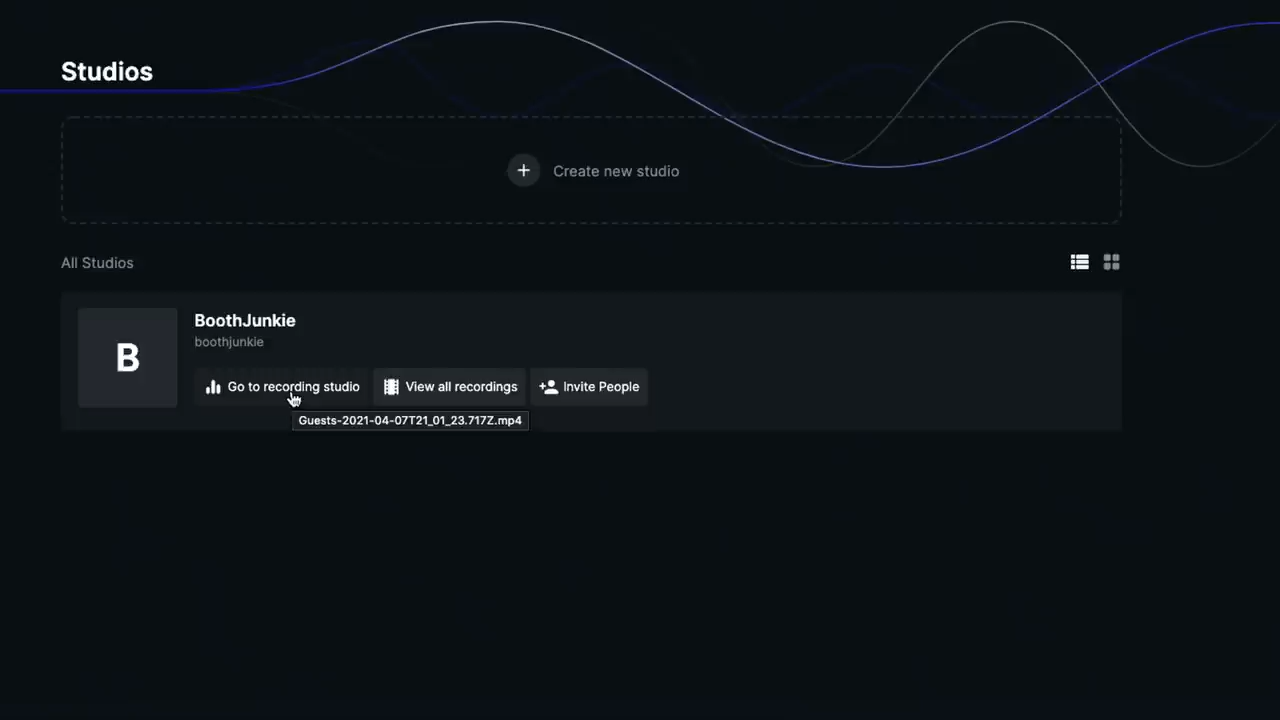 Studios
+ Create new studio
All Studios
B
BoothJunkie
boothjunkie
Go to recording studio View all recordings Invite People
Guests-2021-04-07T21_01_23.717Z.mp4